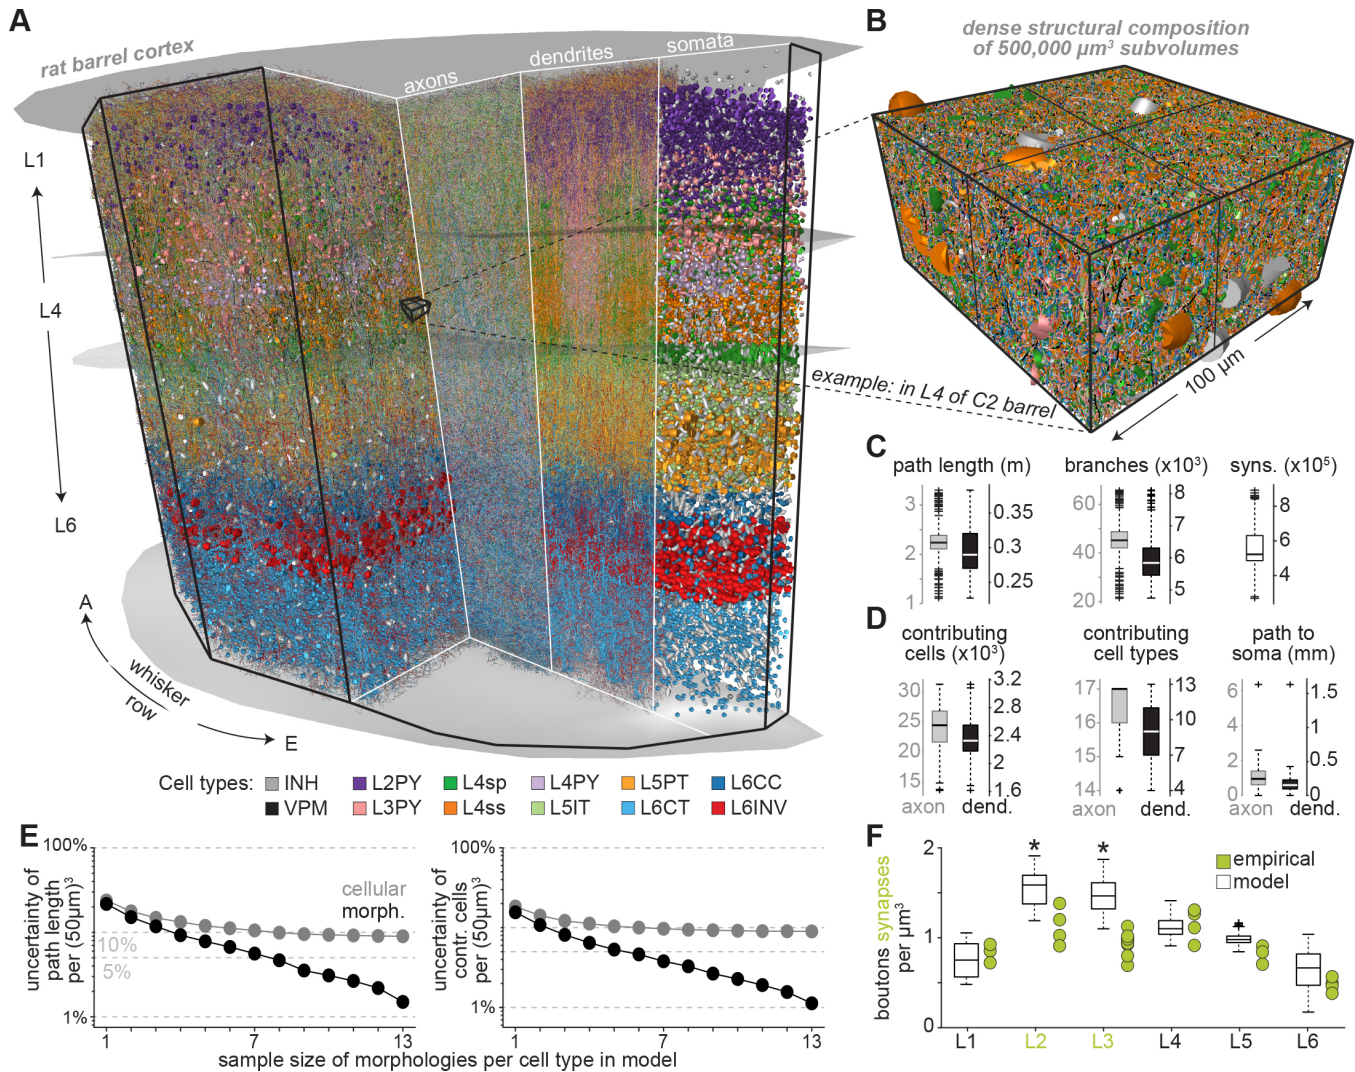 A
rat barrel cortex
axons
dendrites
somata
L1
L4
L6
A
whisker
row
E
Cell types:
INH
L2PY
L4sp
L4PY
L5PT
L6CC
VPM
L3PY
L4ss
L5IT
L6CT
L6INV
B
dense structural composition
of 500,000 µm³ subvolumes
example: in L4 of C2 barrel
100 µm
C
path length (m)
branches (x10³)
syns. (x10⁵)
3
2
1
0.35
0.3
0.25
60
40
20
8
7
6
5
8
6
4
D
contributing
cells (x10³)
contributing
cell types
path to
soma (mm)
30
25
20
15
3.2
2.8
2.4
2
1.6
17
16
15
14
13
10
7
4
6
4
2
0
1.5
1
0.5
0
axon
dend.
axon
dend.
axon
dend.
E
uncertainty of
path length
per (50µm)³
100%
10%
5%
1%
cellular
morph.
1
7
13
uncertainty of
contr. cells
per (50µm)³
100%
1%
1
7
13
sample size of morphologies per cell type in model
F
boutons synapses
per µm³
2
1
0
*
*
empirical
model
L1
L2
L3
L4
L5
L6